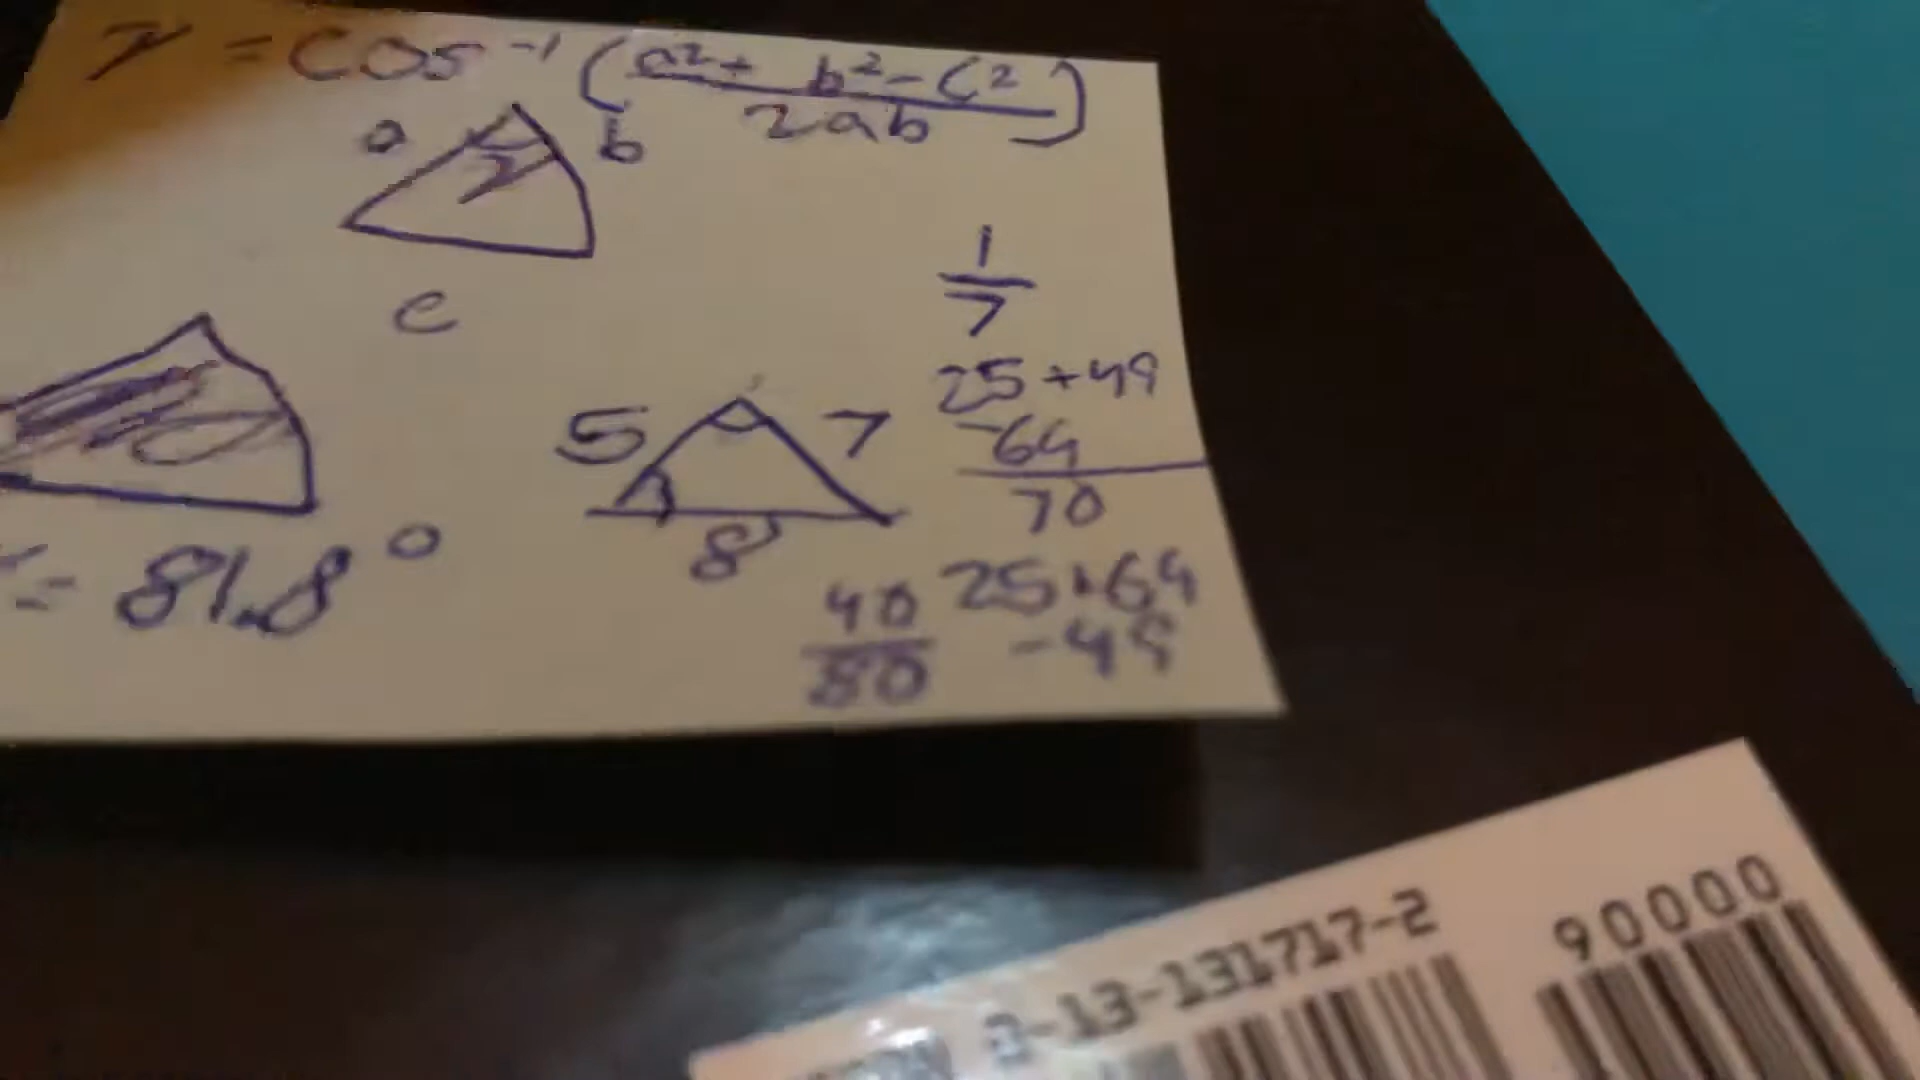 γ = COS⁻¹ (a² + b² - c² / 2ab)
a b
γ
c
1/7
25 + 49
- 64
70
5 7
8
= 81.8°
40/80
25 + 64
- 49
3-13-131717-2
90000